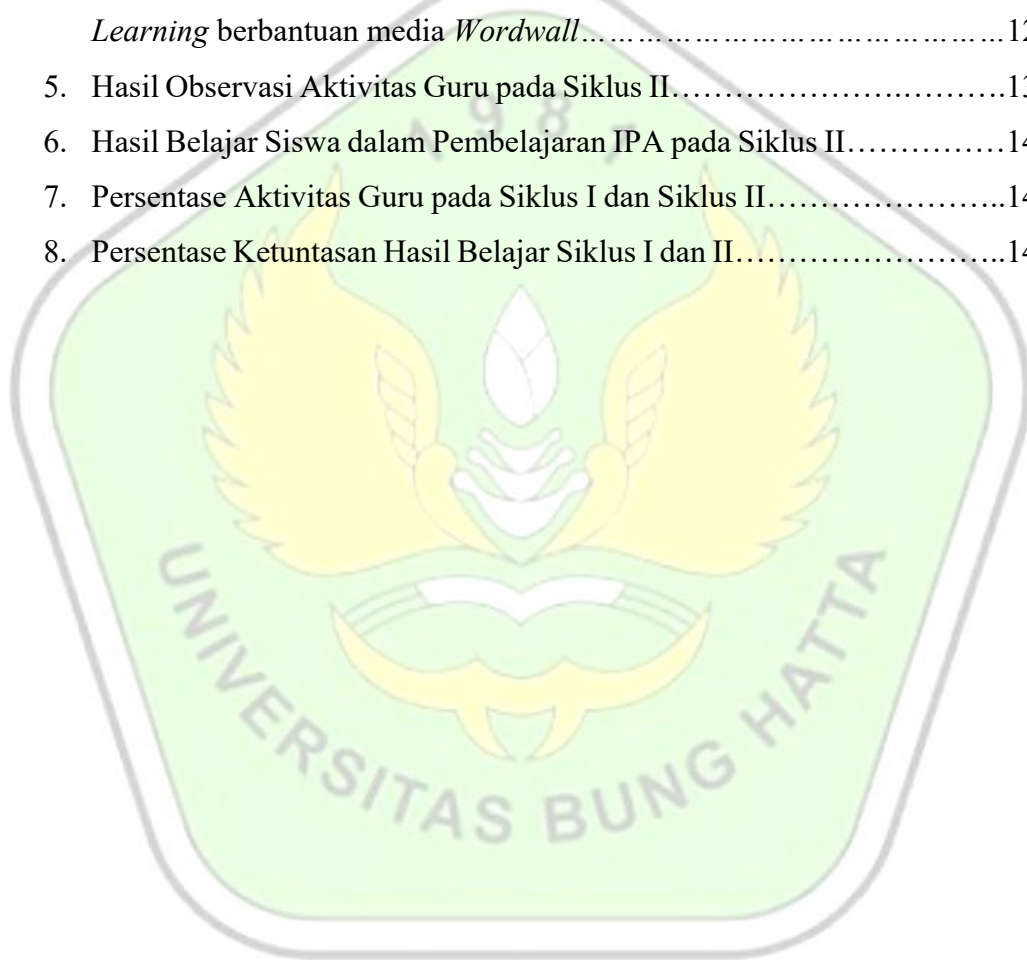 Learning berbantuan media Wordwall…………………………………12
5. Hasil Observasi Aktivitas Guru pada Siklus II………………….………..13
6. Hasil Belajar Siswa dalam Pembelajaran IPA pada Siklus II……………14
7. Persentase Aktivitas Guru pada Siklus I dan Siklus II…………………..14
8. Persentase Ketuntasan Hasil Belajar Siklus I dan II……………………..14
1981
UNIVERSITAS BUNG HATTA